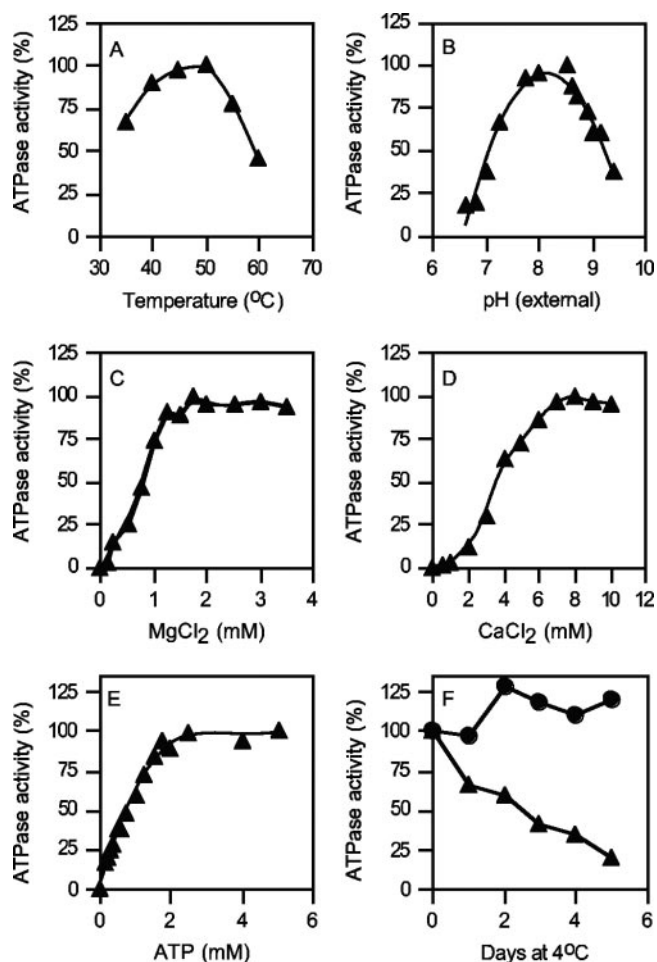 A
ATPase activity (%)
125
100
75
50
25
0
30 40 50 60 70
Temperature (ºC)
B
ATPase activity (%)
125
100
75
50
25
0
6 7 8 9 10
pH (external)
C
ATPase activity (%)
125
100
75
50
25
0
0 1 2 3 4
MgCl₂ (mM)
D
ATPase activity (%)
125
100
75
50
25
0
0 2 4 6 8 10 12
CaCl₂ (mM)
E
ATPase activity (%)
125
100
75
50
25
0
0 2 4 6
ATP (mM)
F
ATPase activity (%)
125
100
75
50
25
0
0 2 4 6
Days at 4ºC